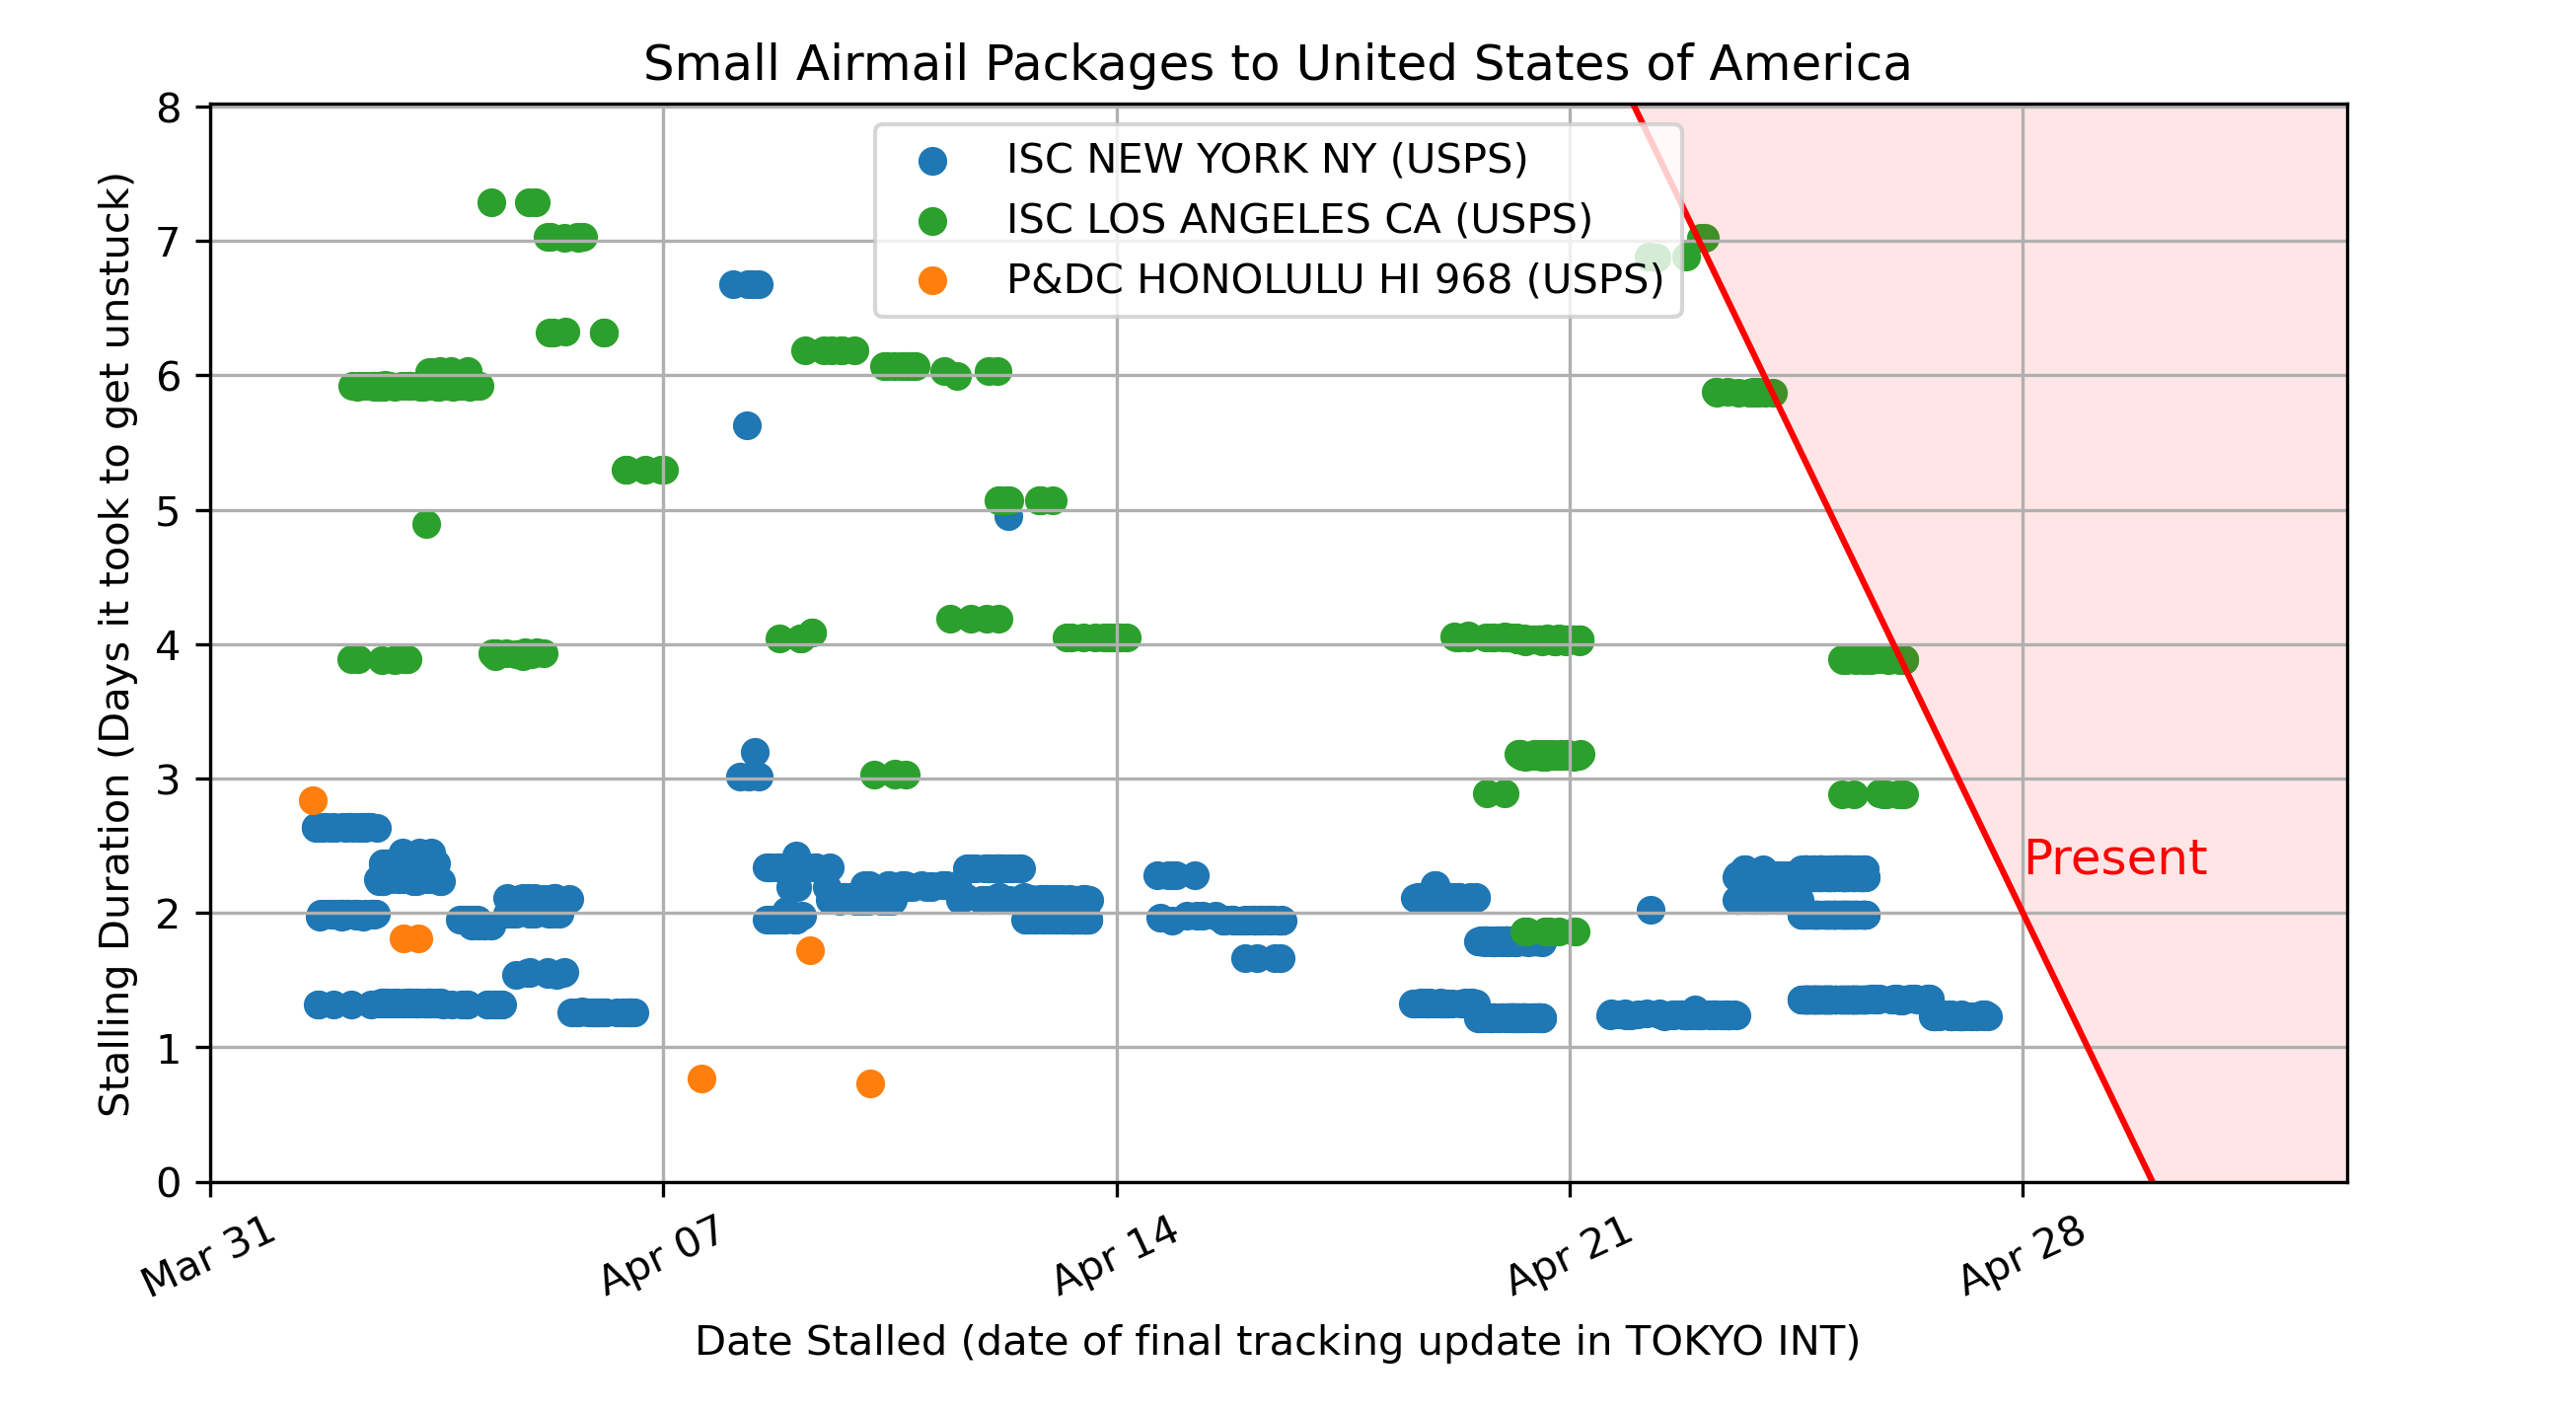 Small Airmail Packages to United States of America
Stalling Duration (Days it took to get unstuck)
8
7
6
5
4
3
2
1
0
ISC NEW YORK NY (USPS)
ISC LOS ANGELES CA (USPS)
P&DC HONOLULU HI 968 (USPS)
Present
Mar 31
Apr 07
Apr 14
Apr 21
Apr 28
Date Stalled (date of final tracking update in TOKYO INT)